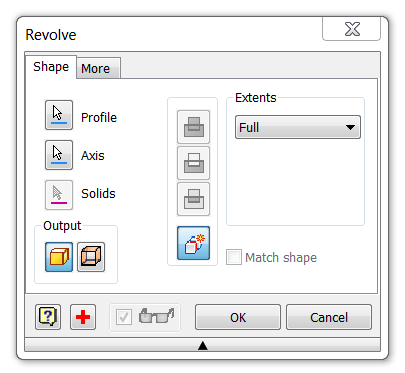 Revolve
Shape More
Profile
Axis
Solids
Output
Extents
Full
Match shape
OK Cancel